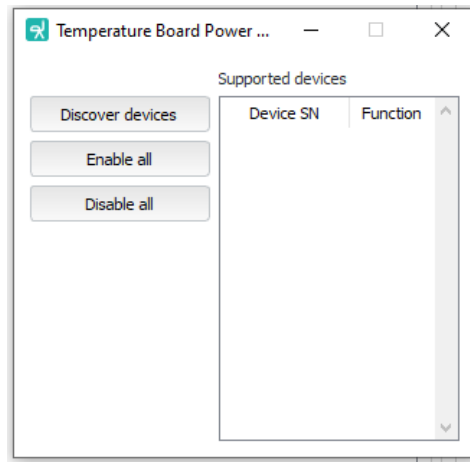 Temperature Board Power ...
Supported devices
Discover devices
Enable all
Disable all
Device SN Function